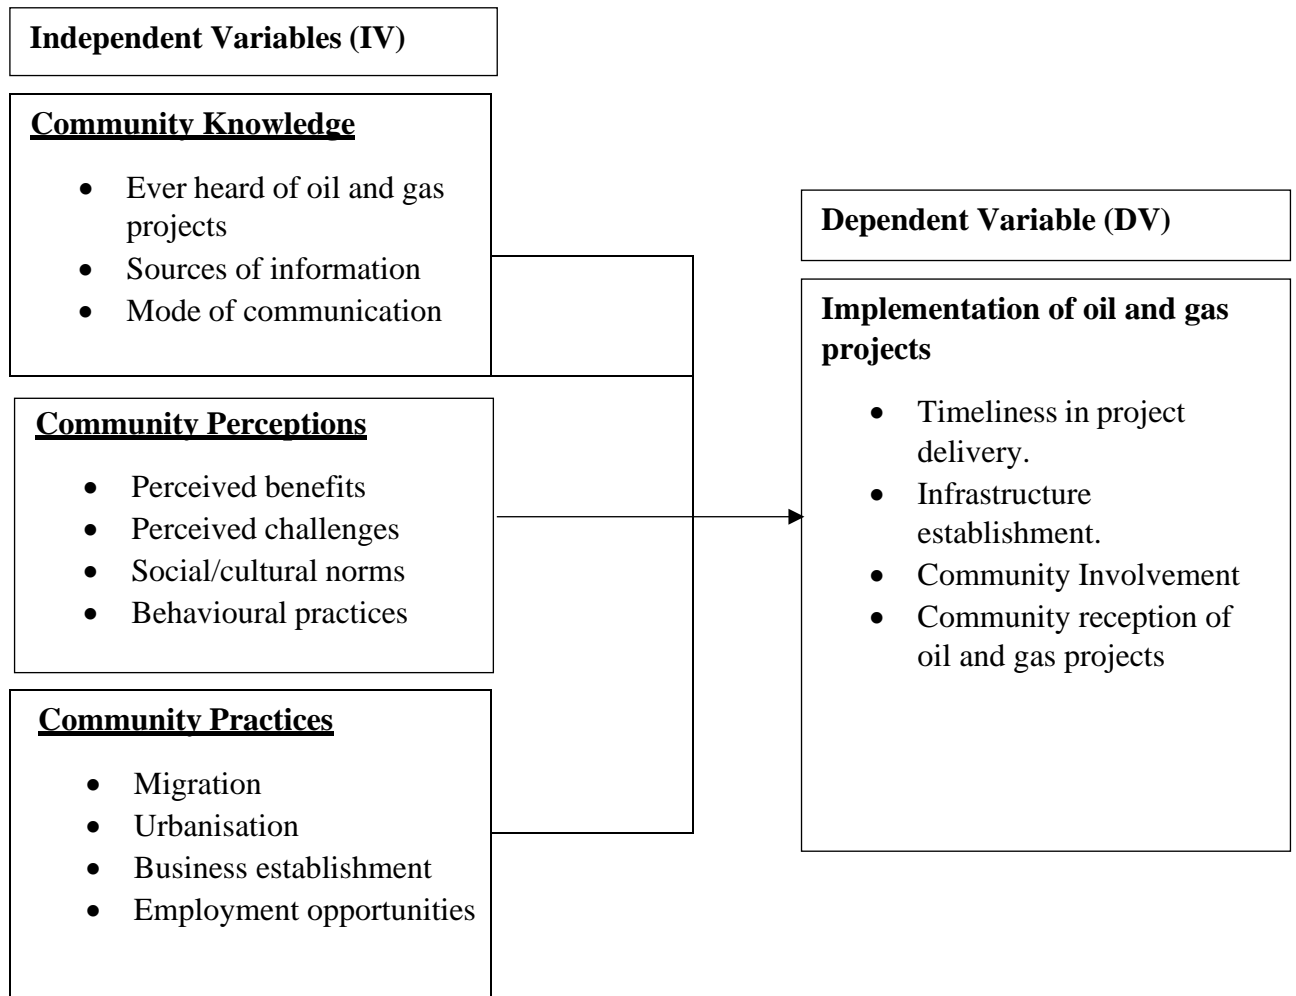 Independent Variables (IV)
Community Knowledge
• Ever heard of oil and gas
projects
• Sources of information
• Mode of communication
Community Perceptions
• Perceived benefits
• Perceived challenges
• Social/cultural norms
• Behavioural practices
Community Practices
• Migration
• Urbanisation
• Business establishment
• Employment opportunities
Dependent Variable (DV)
Implementation of oil and gas
projects
• Timeliness in project
delivery.
• Infrastructure
establishment.
• Community Involvement
• Community reception of
oil and gas projects